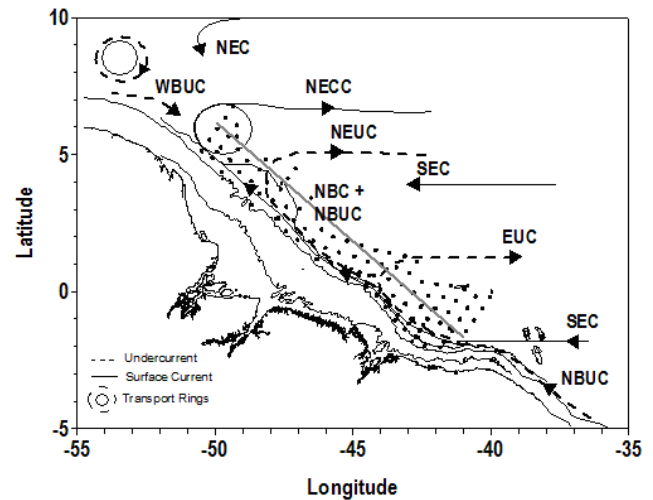 10
NEC
WBUC
NECC
5
NEUC
SEC
NBC +
NBUC
Latitude
EUC
0
SEC
Undercurrent
Surface Current
Transport Rings
NBUC
-5
-55
-50
-45
-40
-35
Longitude